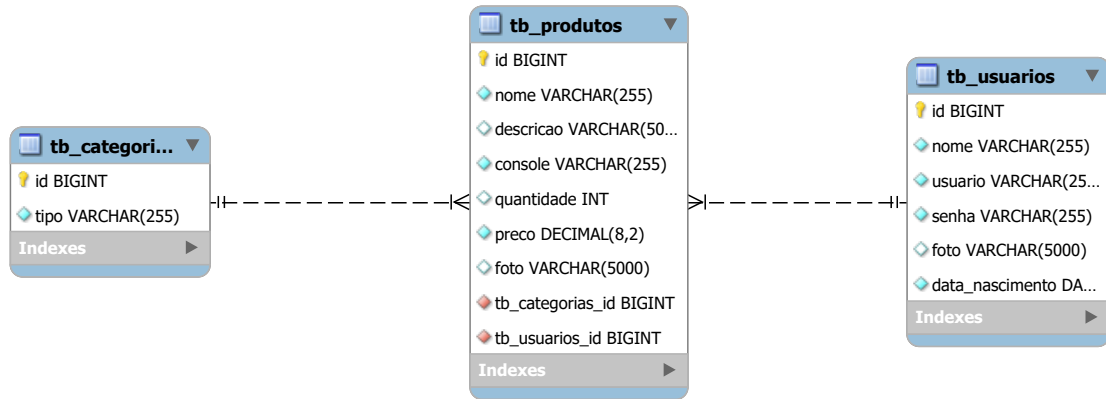 tb_categori...
id BIGINT
tipo VARCHAR(255)
Indexes
tb_produtos
id BIGINT
nome VARCHAR(255)
descricao VARCHAR(50...
console VARCHAR(255)
quantidade INT
preco DECIMAL(8,2)
foto VARCHAR(5000)
tb_categorias_id BIGINT
tb_usuarios_id BIGINT
Indexes
tb_usuarios
id BIGINT
nome VARCHAR(255)
usuario VARCHAR(25...
senha VARCHAR(255)
foto VARCHAR(5000)
data_nascimento DA...
Indexes